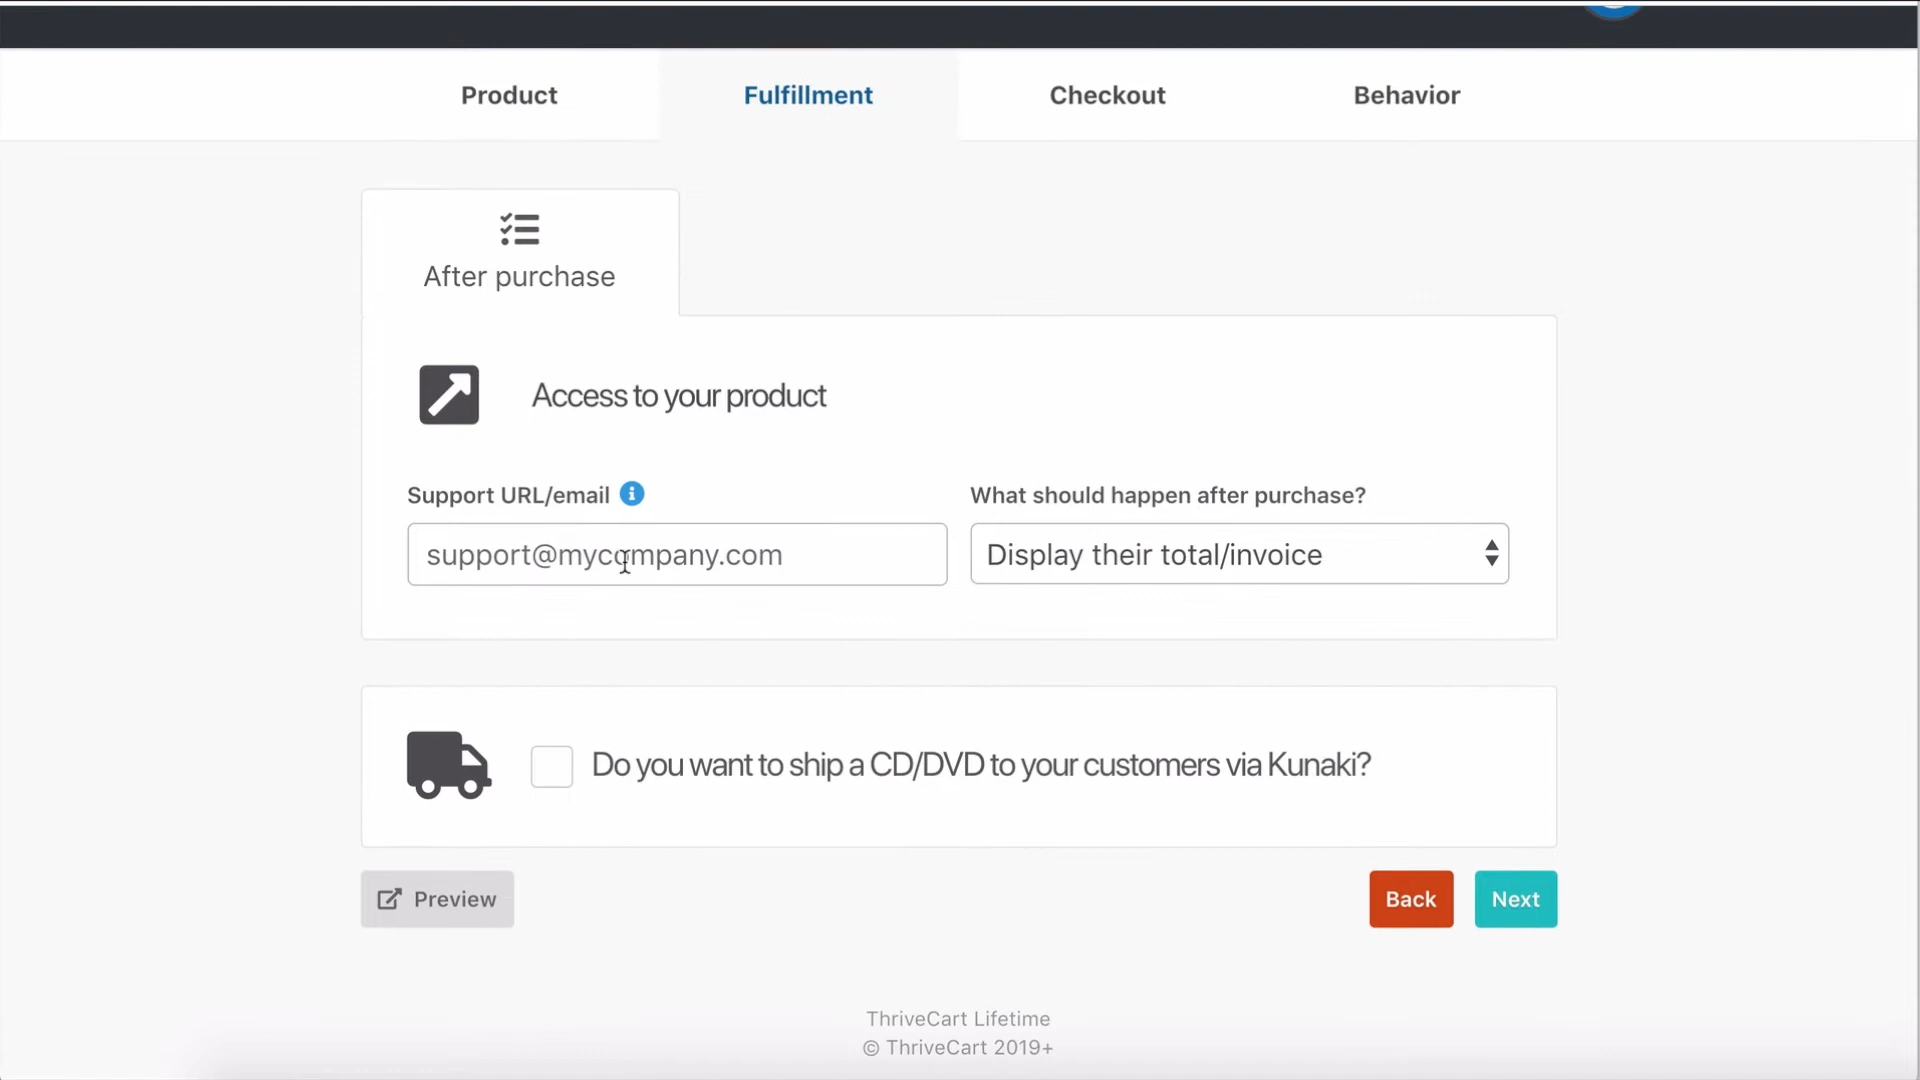 Product
Fulfillment
Checkout
Behavior
After purchase
Access to your product
Support URL/email
What should happen after purchase?
support@mycompany.com
Display their total/invoice
Do you want to ship a CD/DVD to your customers via Kunaki?
Preview
Back
Next
ThriveCart Lifetime
© ThriveCart 2019+